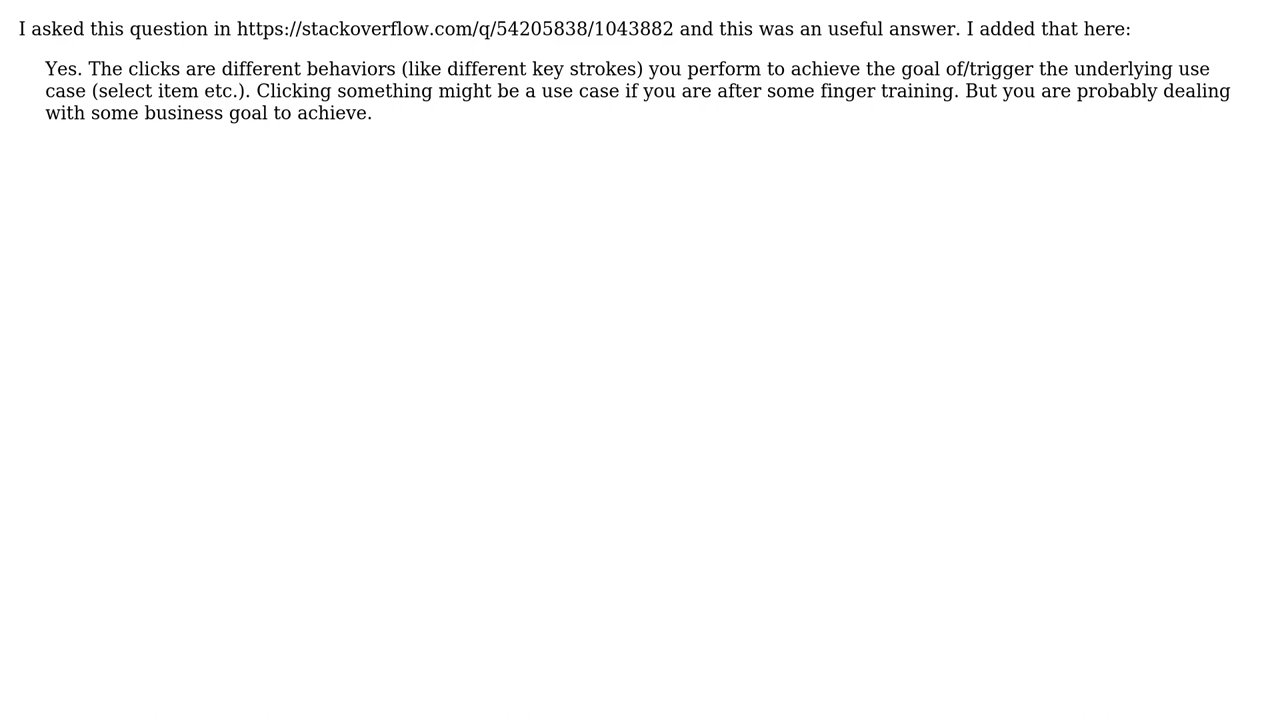 I asked this question in https://stackoverflow.com/q/54205838/1043882 and this was an useful answer. I added that here:
Yes. The clicks are different behaviors (like different key strokes) you perform to achieve the goal of/trigger the underlying use
case (select item etc.). Clicking something might be a use case if you are after some finger training. But you are probably dealing
with some business goal to achieve.